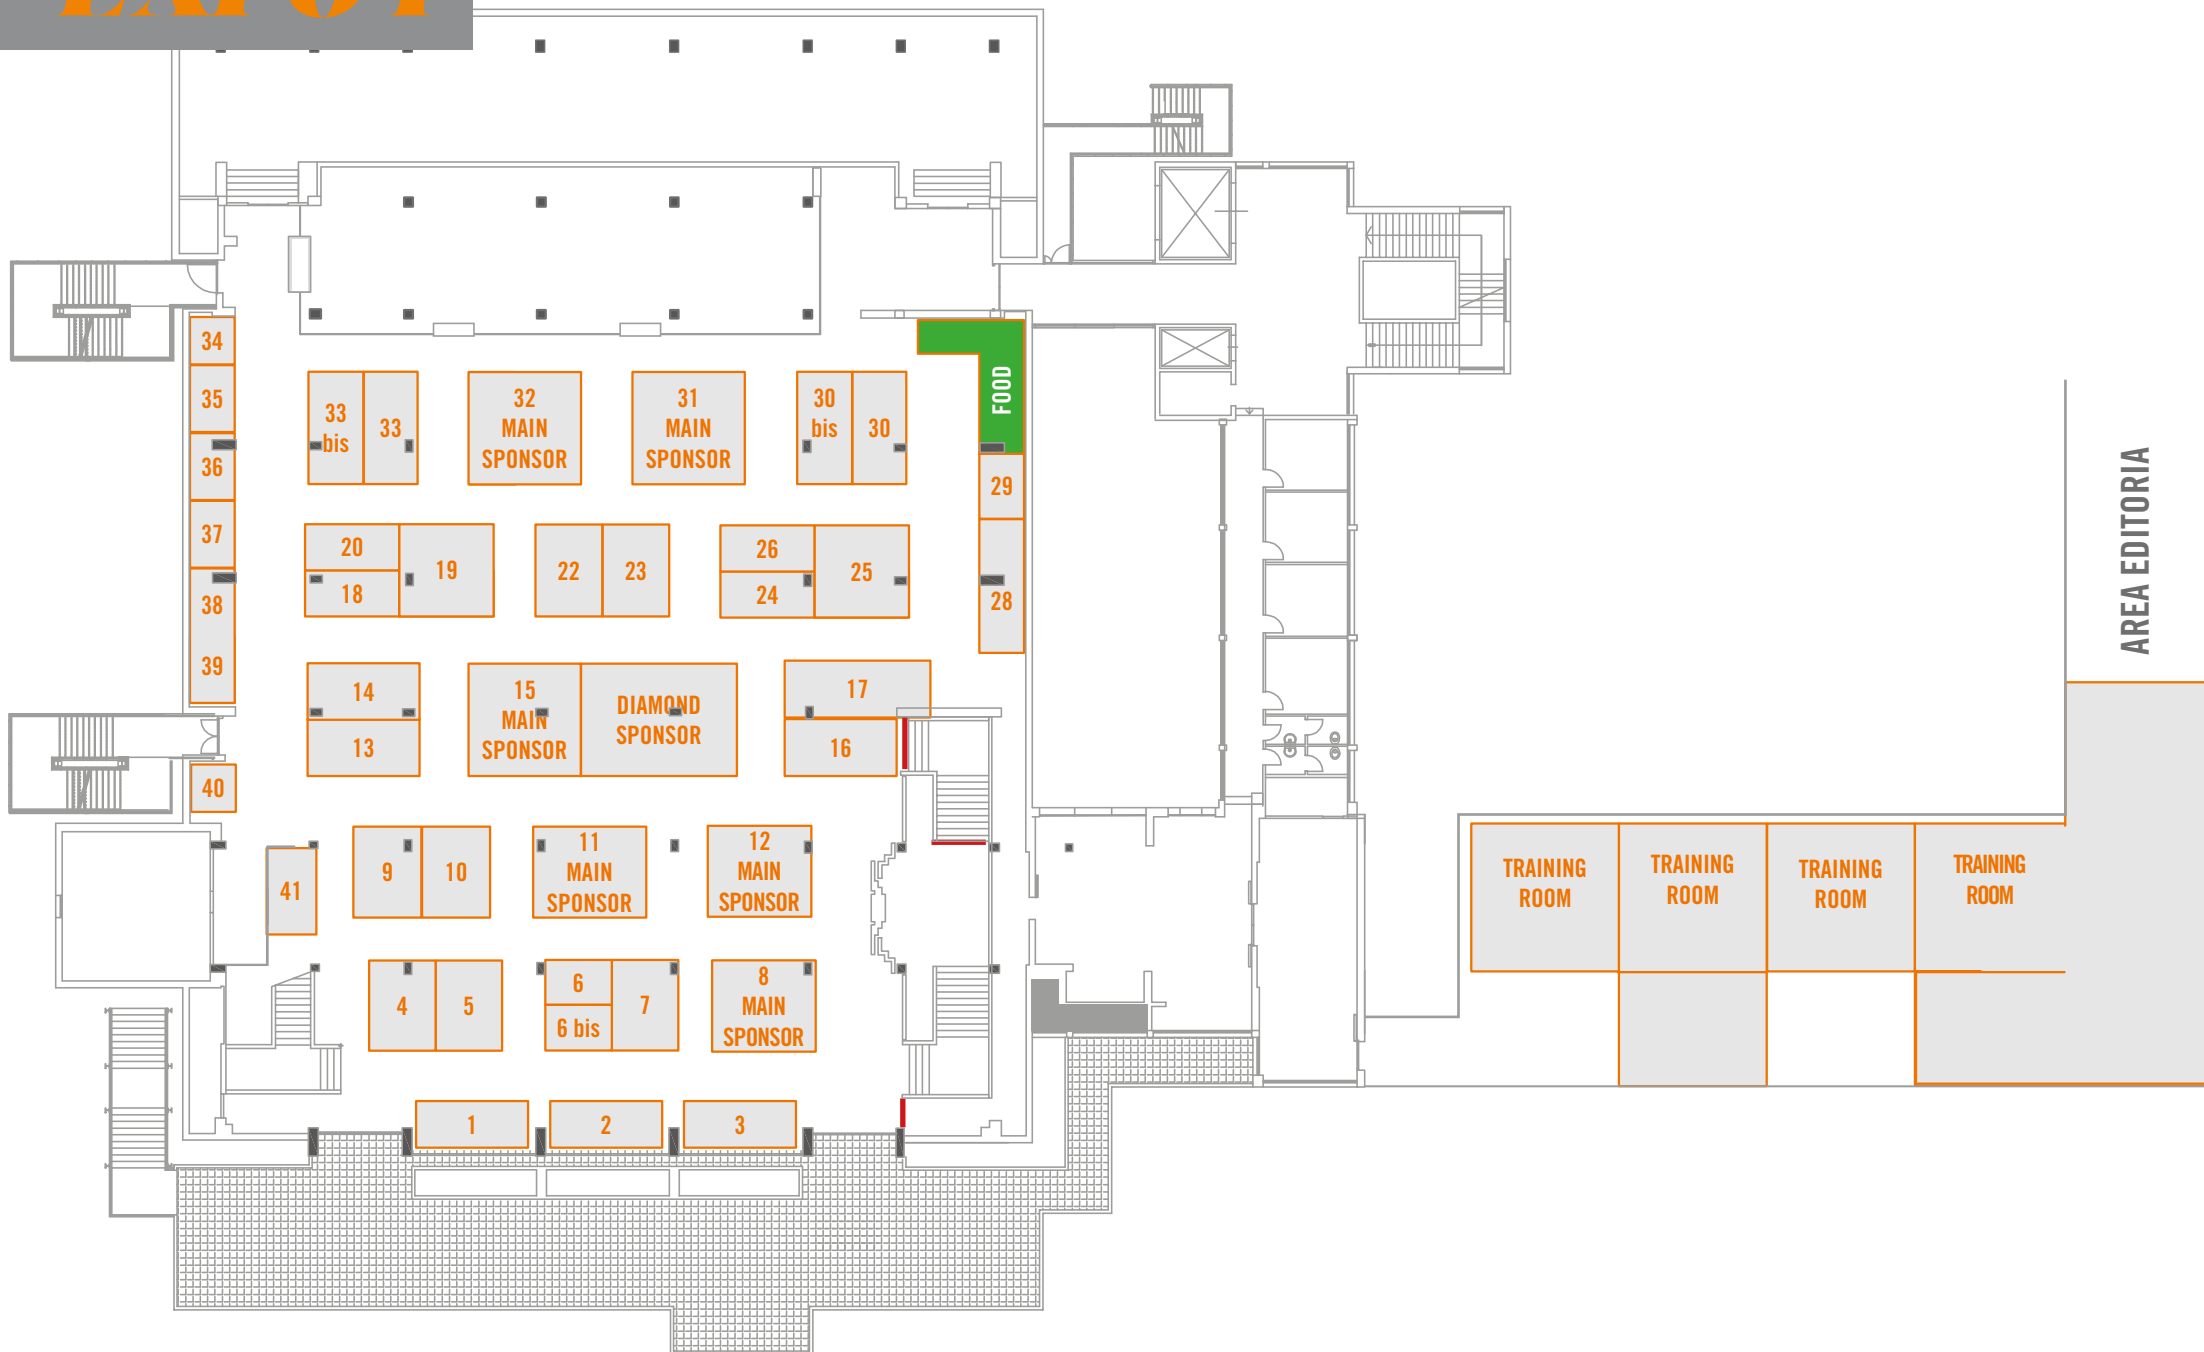 34
35
36
37
38
39
40
41
33
bis
33
32
MAIN
SPONSOR
31
MAIN
SPONSOR
30
bis
30
FOOD
29
28
20
18
19
22
23
26
24
25
14
13
15
MAIN
SPONSOR
DIAMOND
SPONSOR
17
16
9
10
11
MAIN
SPONSOR
12
MAIN
SPONSOR
4
5
6
6 bis
7
8
MAIN
SPONSOR
1
2
3
TRAINING
ROOM
TRAINING
ROOM
TRAINING
ROOM
TRAINING
ROOM
AREA EDITORIA